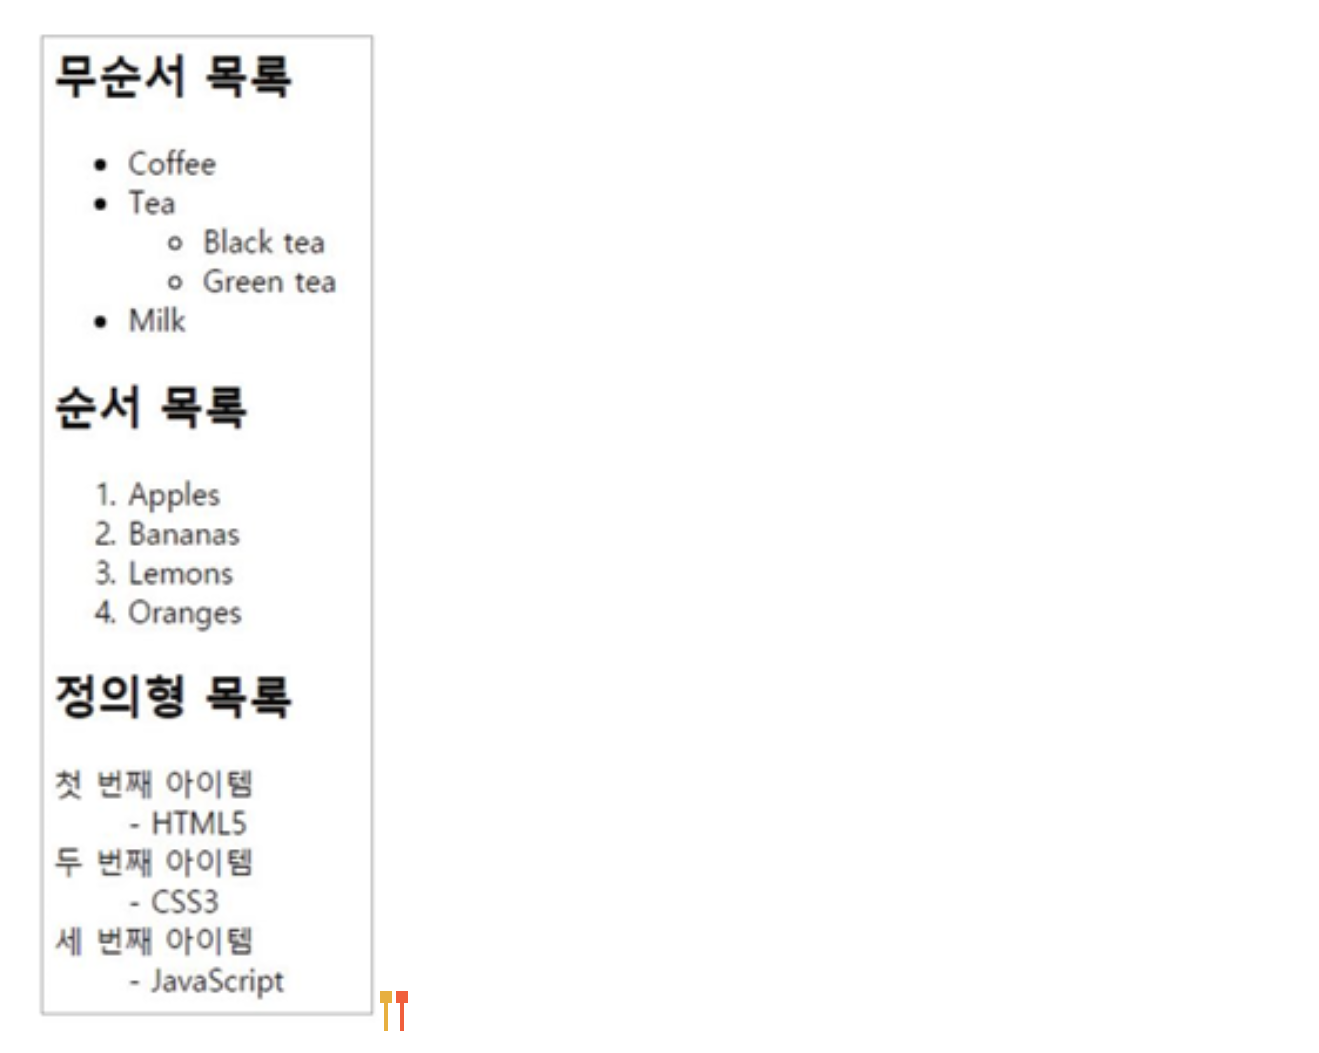 무순서 목록
• Coffee
• Tea
○ Black tea
○ Green tea
• Milk
순서 목록
1. Apples
2. Bananas
3. Lemons
4. Oranges
정의형 목록
첫 번째 아이템
- HTML5
두 번째 아이템
- CSS3
세 번째 아이템
- JavaScript